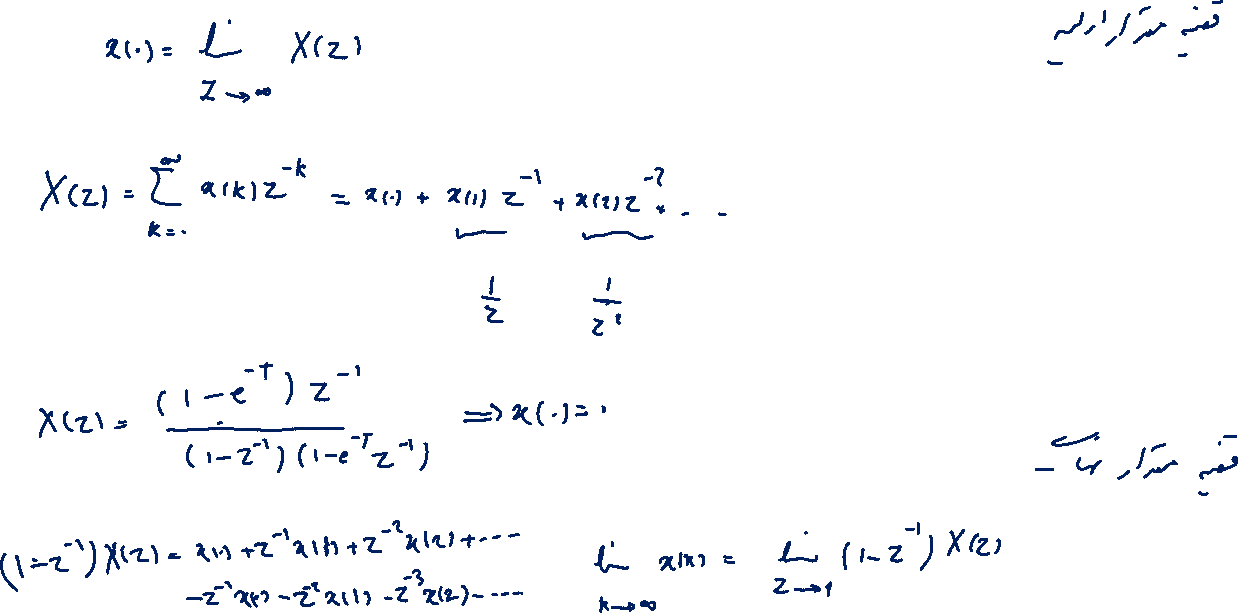 قضیه مقدار اولیه
x(0) = lim X(z)
z→∞
X(z) = ∑ x(k) z^-k = x(0) + x(1) z^-1 + x(2) z^-2 + ...
∞
k=0
1/z 1/z^2
X(z) = (1-e^-T) z^-1 / (1-z^-1)(1-e^-T z^-1) ⇒ x(0) = 0
قضیه مقدار نهایی
(1-z^-1) X(z) = x(0) + z^-1 x(1) + z^-2 x(2) + ...
-z^-1 x(0) - z^-2 x(1) - z^-3 x(2) - ...
lim x(k) = lim (1-z^-1) X(z)
k→∞ z→1